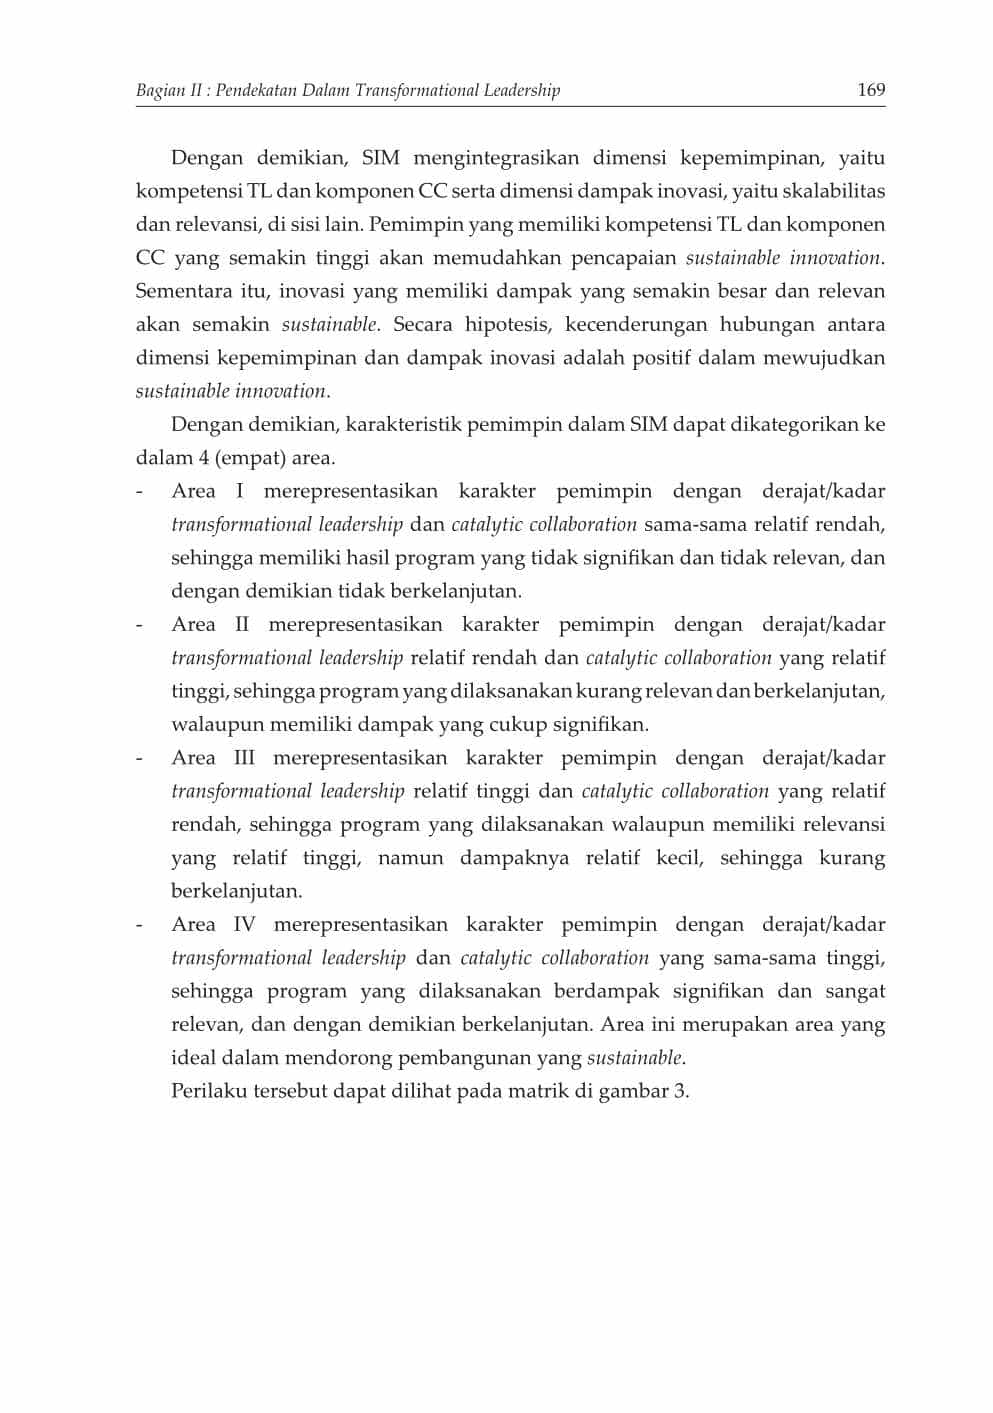 Bagian II : Pendekatan Dalam Transformational Leadership 169
Dengan demikian, SIM mengintegrasikan dimensi kepemimpinan, yaitu
kompetensi TL dan komponen CC serta dimensi dampak inovasi, yaitu skalabilitas
dan relevansi, di sisi lain. Pemimpin yang memiliki kompetensi TL dan komponen
CC yang semakin tinggi akan memudahkan pencapaian sustainable innovation.
Sementara itu, inovasi yang memiliki dampak yang semakin besar dan relevan
akan semakin sustainable. Secara hipotesis, kecenderungan hubungan antara
dimensi kepemimpinan dan dampak inovasi adalah positif dalam mewujudkan
sustainable innovation.
Dengan demikian, karakteristik pemimpin dalam SIM dapat dikategorikan ke
dalam 4 (empat) area.
- Area I merepresentasikan karakter pemimpin dengan derajat/kadar
transformational leadership dan catalytic collaboration sama-sama relatif rendah,
sehingga memiliki hasil program yang tidak signifikan dan tidak relevan, dan
dengan demikian tidak berkelanjutan.
- Area II merepresentasikan karakter pemimpin dengan derajat/kadar
transformational leadership relatif rendah dan catalytic collaboration yang relatif
tinggi, sehingga program yang dilaksanakan kurang relevan dan berkelanjutan,
walaupun memiliki dampak yang cukup signifikan.
- Area III merepresentasikan karakter pemimpin dengan derajat/kadar
transformational leadership relatif tinggi dan catalytic collaboration yang relatif
rendah, sehingga program yang dilaksanakan walaupun memiliki relevansi
yang relatif tinggi, namun dampaknya relatif kecil, sehingga kurang
berkelanjutan.
- Area IV merepresentasikan karakter pemimpin dengan derajat/kadar
transformational leadership dan catalytic collaboration yang sama-sama tinggi,
sehingga program yang dilaksanakan berdampak signifikan dan sangat
relevan, dan dengan demikian berkelanjutan. Area ini merupakan area yang
ideal dalam mendorong pembangunan yang sustainable.
Perilaku tersebut dapat dilihat pada matrik di gambar 3.